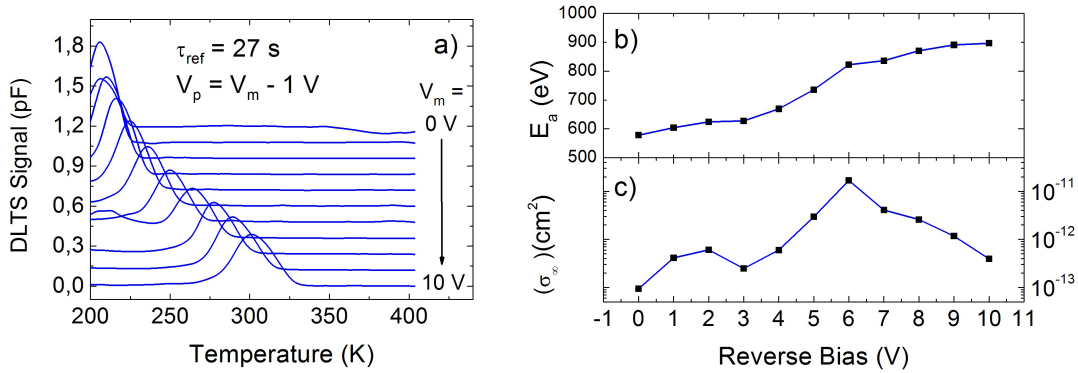 a)
τref = 27 s
Vp = Vm - 1 V
Vm =
0 V
10 V
1,8
1,5
1,2
0,9
0,6
0,3
0,0
DLTS Signal (pF)
200 250 300 350 400
Temperature (K)
b)
1000
900
800
700
600
500
Ea (eV)
c)
(σ∞)(cm²)
10⁻¹¹
10⁻¹²
10⁻¹³
-1 0 1 2 3 4 5 6 7 8 9 10 11
Reverse Bias (V)